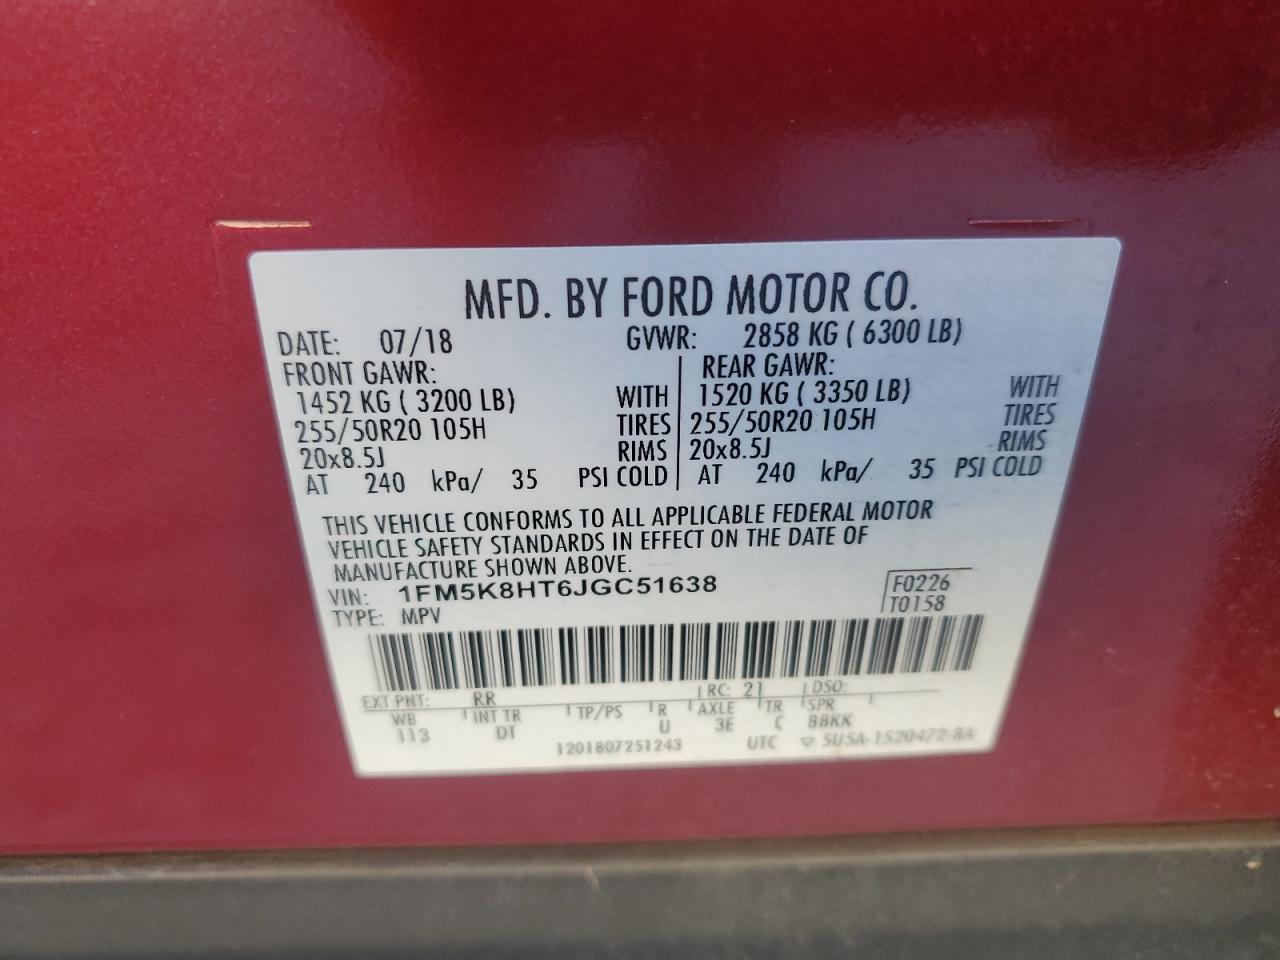 MFD. BY FORD MOTOR CO.
DATE: 07/18 GVWR: 2858 KG ( 6300 LB)
FRONT GAWR: REAR GAWR:
1452 KG ( 3200 LB) WITH 1520 KG ( 3350 LB) WITH
255/50R20 105H TIRES 255/50R20 105H TIRES
20x8.5J RIMS 20x8.5J RIMS
AT 240 kPa/ 35 PSI COLD AT 240 kPa/ 35 PSI COLD
THIS VEHICLE CONFORMS TO ALL APPLICABLE FEDERAL MOTOR
VEHICLE SAFETY STANDARDS IN EFFECT ON THE DATE OF
MANUFACTURE SHOWN ABOVE.
VIN: 1FM5K8HT6JGC51638 F0226
TYPE: MPV T0158
EXT PNT: RR RC: 21 DSO:
WB INT TR TP/PS R AXLE TR SPR
113 DT U 3E C BBKK
1201807251243 UTC ▽ 5U5A-1520472-BA